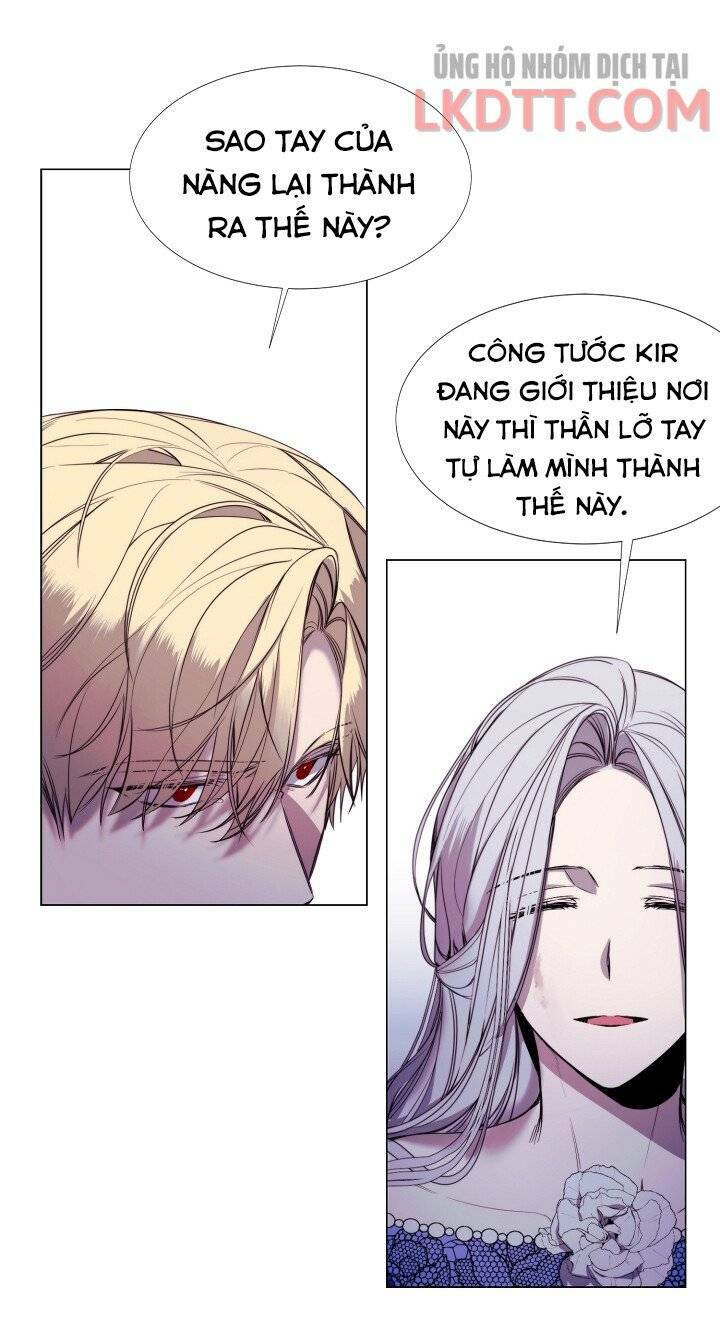 ỦNG HỘ NHÓM DỊCH TẠI
LKDTT.COM
SAO TAY CỦA
NÀNG LẠI THÀNH
RA THẾ NÀY?
CÔNG TƯỚC KIR
ĐANG GIỚI THIỆU NƠI
NÀY THÌ THẦN LỠ TAY
TỰ LÀM MÌNH THÀNH
THẾ NÀY.